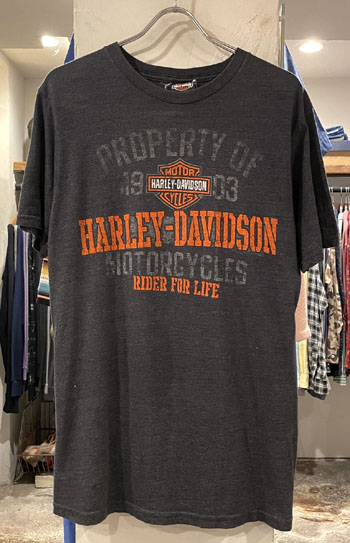 PROPERTY OF
MOTOR
19 HARLEY-DAVIDSON 03
CYCLES
HARLEY-DAVIDSON
MOTORCYCLES
RIDER FOR LIFE